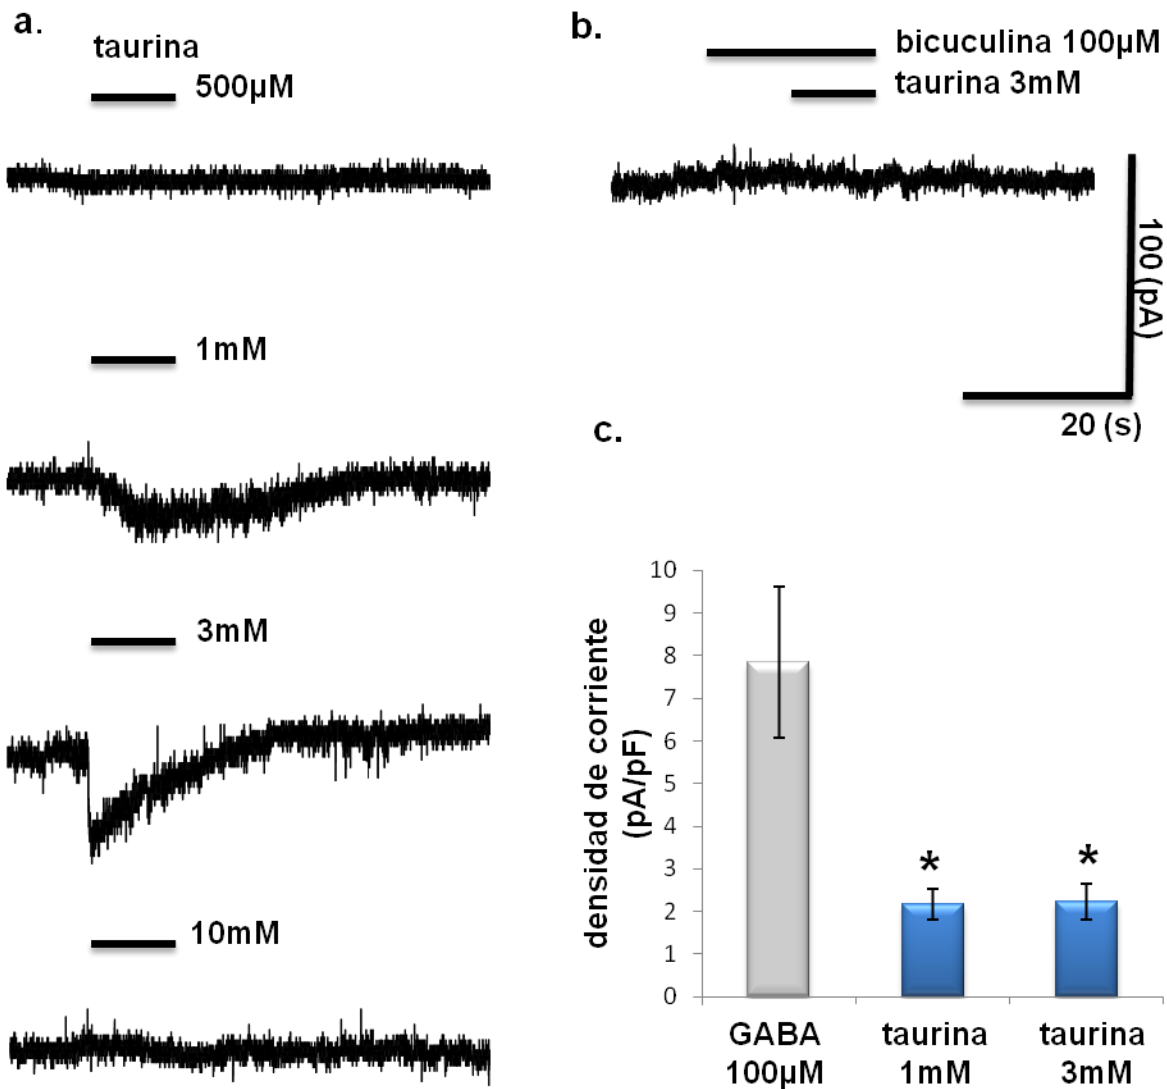 a.
taurina
500µM
1mM
3mM
10mM
b.
bicuculina 100µM
taurina 3mM
100 (pA)
20 (s)
c.
densidad de corriente
(pA/pF)
10
9
8
7
6
5
4
3
2
1
0
*
*
GABA
100µM
taurina
1mM
taurina
3mM